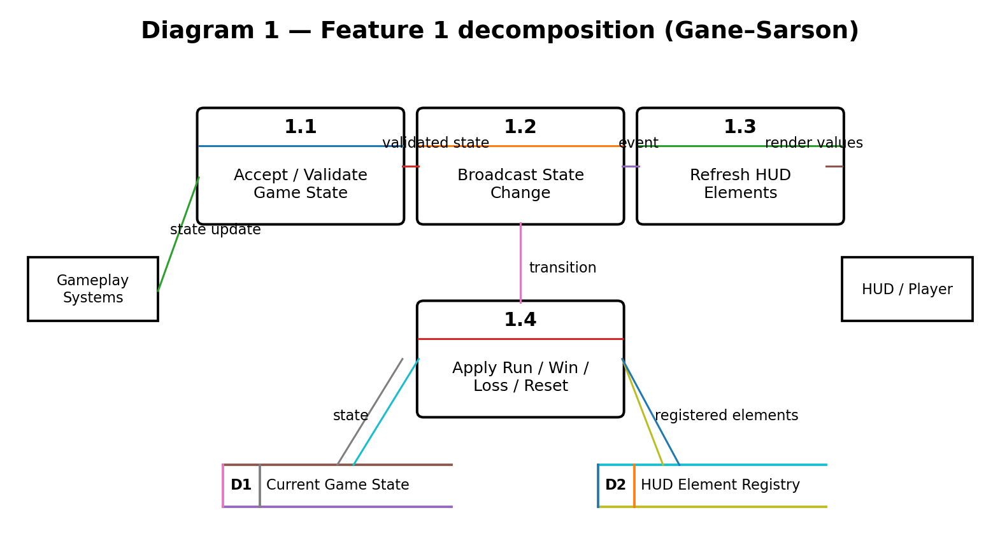 Diagram 1 — Feature 1 decomposition (Gane–Sarson)
1.1
validated state
1.2
event
1.3
render values
Accept / Validate
Game State
Broadcast State
Change
Refresh HUD
Elements
state update
transition
Gameplay
Systems
HUD / Player
1.4
Apply Run / Win /
Loss / Reset
state
registered elements
D1
Current Game State
D2
HUD Element Registry